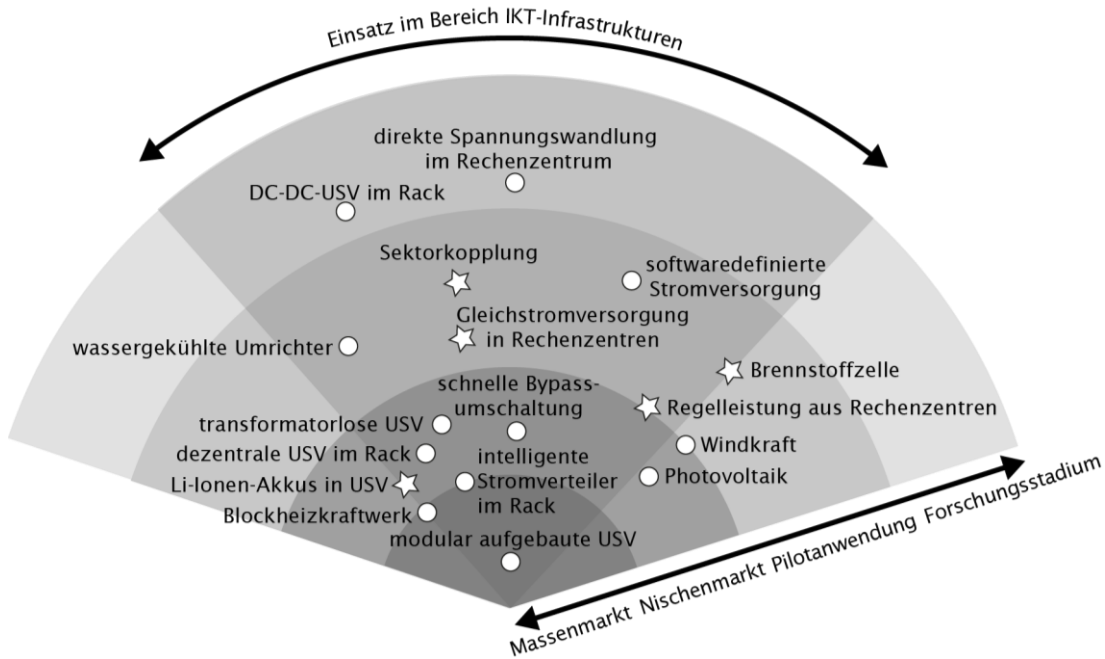 Einsatz im Bereich IKT-Infrastrukturen
direkte Spannungswandlung
im Rechenzentrum
DC-DC-USV im Rack
Sektorkopplung
softwaredefinierte
Stromversorgung
Gleichstromversorgung
in Rechenzentren
wassergekühlte Umrichter
Brennstoffzelle
schnelle Bypass-
umschaltung
Regelleistung aus Rechenzentren
transformatorlose USV
Windkraft
dezentrale USV im Rack
intelligente
Stromverteiler
im Rack
Photovoltaik
Li-Ionen-Akkus in USV
Blockheizkraftwerk
modular aufgebaute USV
Massenmarkt Nischenmarkt Pilotanwendung Forschungsstadium